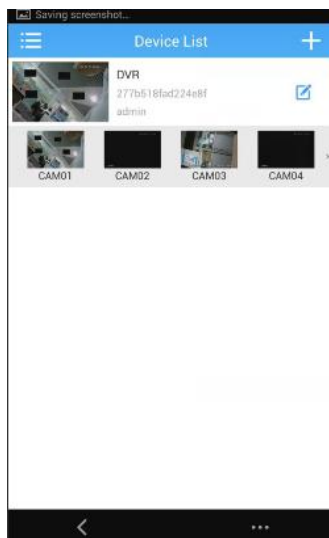 Saving screenshot...
Device List
DVR
277b518fad224e8f
admin
CAM01 CAM02 CAM03 CAM04